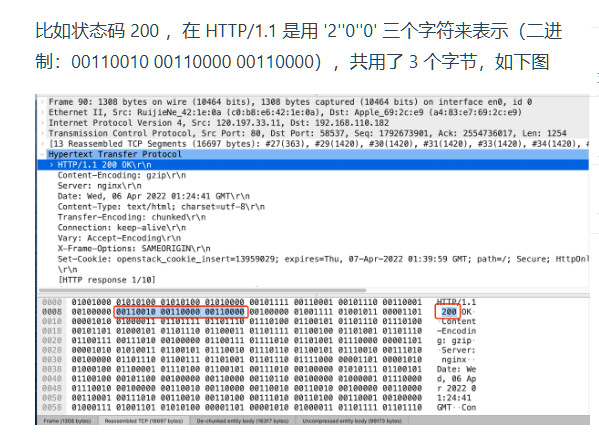 比如状态码 200 ，在 HTTP/1.1 是用 '2''0''0' 三个字符来表示（二进
制：00110010 00110000 00110000），共用了 3 个字节，如下图
Frame 90: 1308 bytes on wire (10464 bits), 1308 bytes captured (10464 bits) on interface en0, id 0
Ethernet II, Src: RuijieNe_42:1e:0a (c0:b8:e6:42:1e:0a), Dst: Apple_69:2c:e9 (a4:83:e7:69:2c:e9)
Internet Protocol Version 4, Src: 120.197.33.11, Dst: 192.168.110.182
Transmission Control Protocol, Src Port: 80, Dst Port: 58537, Seq: 1792673901, Ack: 2554736017, Len: 1254
[13 Reassembled TCP Segments (16697 bytes): #27(363), #29(1420), #30(1420), #31(1420), #33(1420), #34(1420),
Hypertext Transfer Protocol
HTTP/1.1 200 OK\r\n
Content-Encoding: gzip\r\n
Server: nginx\r\n
Date: Wed, 06 Apr 2022 01:24:41 GMT\r\n
Content-Type: text/html; charset=utf-8\r\n
Transfer-Encoding: chunked\r\n
Connection: keep-alive\r\n
Vary: Accept-Encoding\r\n
X-Frame-Options: SAMEORIGIN\r\n
Set-Cookie: openstack_cookie_insert=13959029; expires=Thu, 07-Apr-2022 01:39:59 GMT; path=/; Secure; HttpOnl
\r\n
[HTTP response 1/10]
0000 01001000 01010100 01010100 01010000 00101111 00110001 00101110 00110001 HTTP/1.1
0008 00100000 00110010 00110000 00110000 00100000 01001111 01001011 00001101 200 OK·
0010 00001010 01000011 01101111 01101110 01110100 01100101 01101110 01110100 ·Content
0018 00101101 01000101 01101110 01100011 01101111 01100100 01101001 01101110 -Encodin
0020 01100111 00111010 00100000 01100111 01111010 01101001 01110000 00001101 g: gzip·
0028 00001010 01010011 01100101 01110010 01110110 01100101 01110010 00111010 ·Server:
0030 00100000 01101110 01100111 01101001 01101110 01111000 00001101 00001010 nginx··
0038 01000100 01100001 01110100 01100101 00111010 00100000 01010111 01100101 Date: We
0040 01100100 00101100 00100000 00110000 00110110 00100000 01000001 01110000 d, 06 Ap
0048 01110010 00100000 00110010 00110000 00110010 00110010 00100000 00110000 r 2022 0
0050 00110001 00111010 00110010 00110100 00111010 00110100 00110001 00100000 1:24:41
0058 01000111 01001101 01010100 00001101 00001010 01000011 01101111 01101110 GMT··Con
Frame (1308 bytes) Reassembled TCP (16697 bytes) De-chunked entity body (16317 bytes) Uncompressed entity body (99173 bytes)